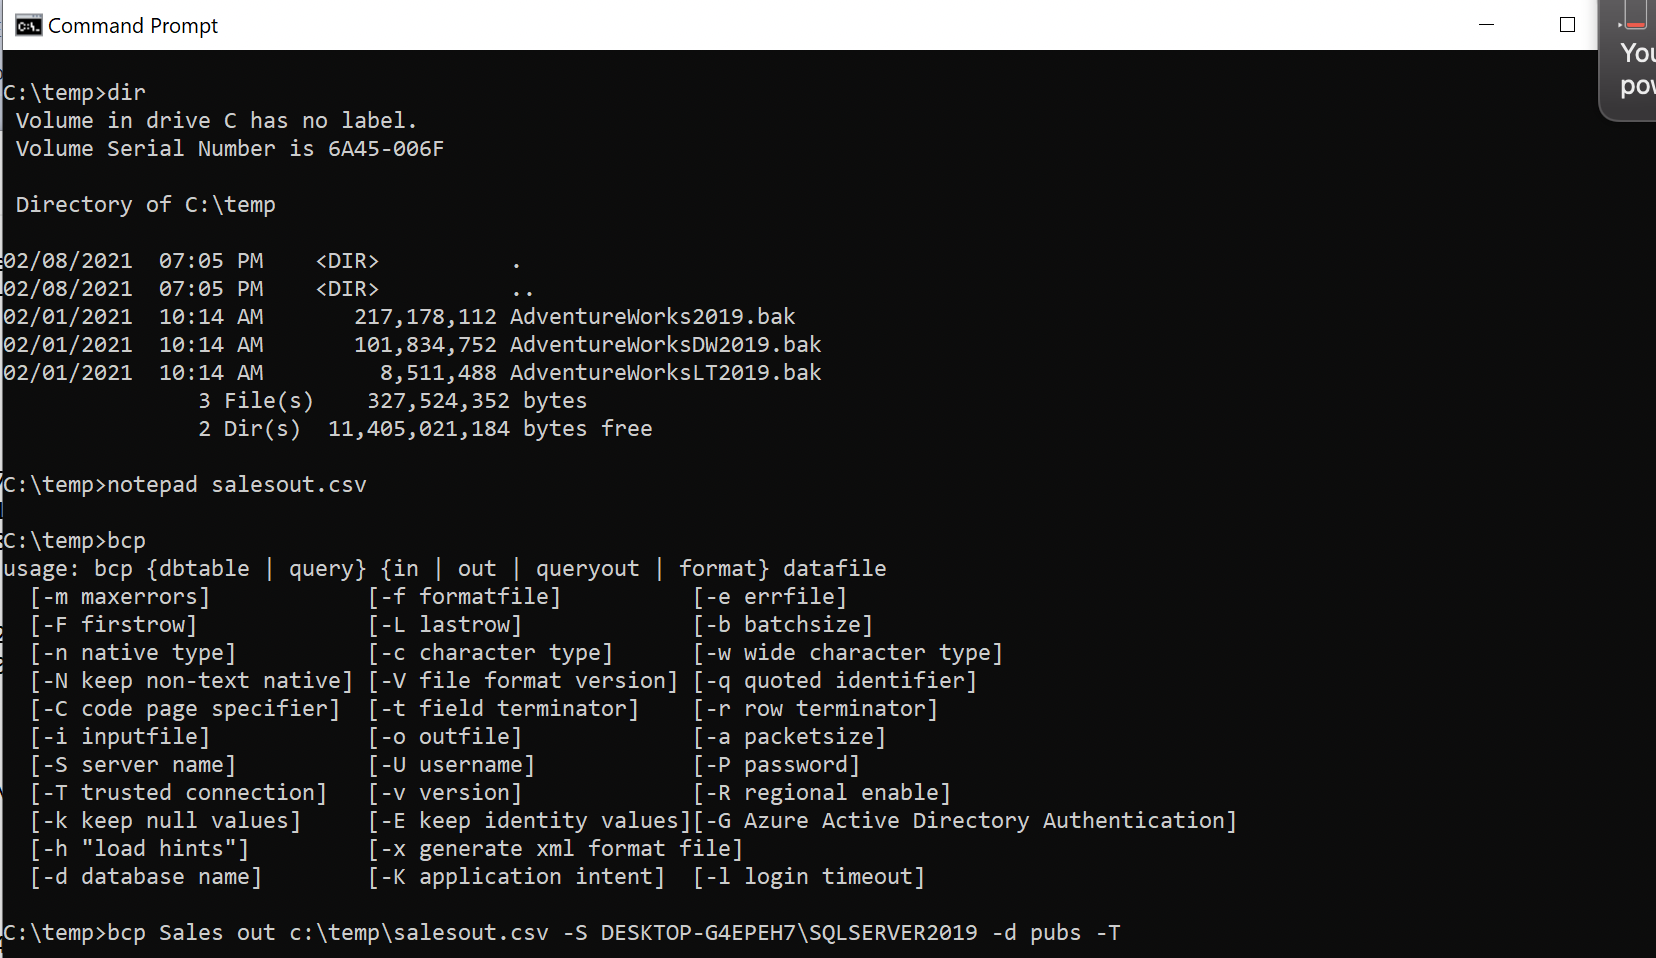 Command Prompt
You
pow
C:\temp>dir
 Volume in drive C has no label.
 Volume Serial Number is 6A45-006F
 Directory of C:\temp
02/08/2021  07:05 PM    <DIR>          .
02/08/2021  07:05 PM    <DIR>          ..
02/01/2021  10:14 AM       217,178,112 AdventureWorks2019.bak
02/01/2021  10:14 AM       101,834,752 AdventureWorksDW2019.bak
02/01/2021  10:14 AM         8,511,488 AdventureWorksLT2019.bak
               3 File(s)    327,524,352 bytes
               2 Dir(s)  11,405,021,184 bytes free
C:\temp>notepad salesout.csv
C:\temp>bcp
usage: bcp {dbtable | query} {in | out | queryout | format} datafile
  [-m maxerrors]            [-f formatfile]          [-e errfile]
  [-F firstrow]             [-L lastrow]             [-b batchsize]
  [-n native type]          [-c character type]      [-w wide character type]
  [-N keep non-text native] [-V file format version] [-q quoted identifier]
  [-C code page specifier]  [-t field terminator]    [-r row terminator]
  [-i inputfile]            [-o outfile]             [-a packetsize]
  [-S server name]          [-U username]            [-P password]
  [-T trusted connection]   [-v version]             [-R regional enable]
  [-k keep null values]     [-E keep identity values][-G Azure Active Directory Authentication]
  [-h "load hints"]         [-x generate xml format file]
  [-d database name]        [-K application intent]  [-l login timeout]
C:\temp>bcp Sales out c:\temp\salesout.csv -S DESKTOP-G4EPEH7\SQLSERVER2019 -d pubs -T